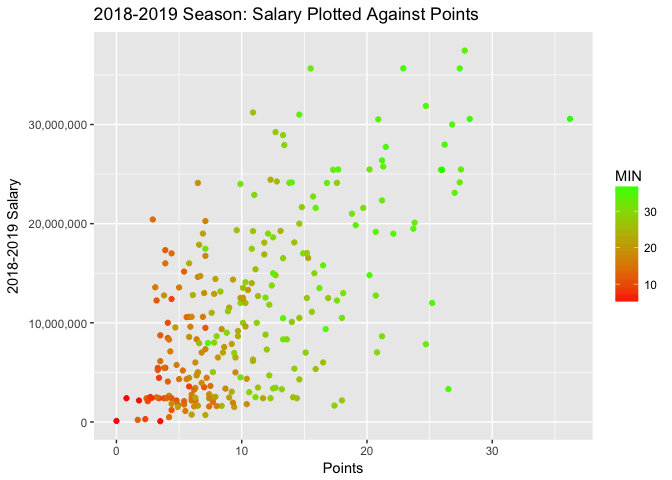 2018-2019 Season: Salary Plotted Against Points
2018-2019 Salary
30,000,000
20,000,000
10,000,000
0
0 10 20 30
Points
MIN
30
20
10